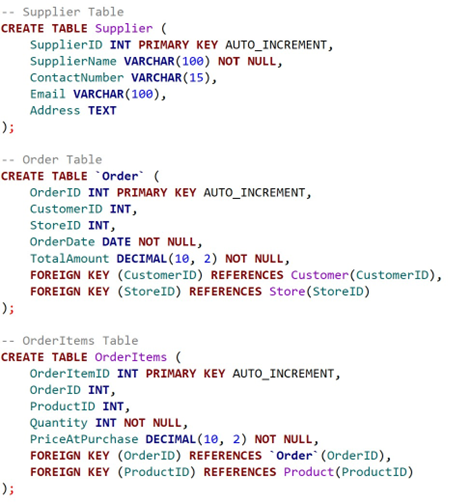 -- Supplier Table
CREATE TABLE Supplier (
    SupplierID INT PRIMARY KEY AUTO_INCREMENT,
    SupplierName VARCHAR(100) NOT NULL,
    ContactNumber VARCHAR(15),
    Email VARCHAR(100),
    Address TEXT
);

-- Order Table
CREATE TABLE `Order` (
    OrderID INT PRIMARY KEY AUTO_INCREMENT,
    CustomerID INT,
    StoreID INT,
    OrderDate DATE NOT NULL,
    TotalAmount DECIMAL(10, 2) NOT NULL,
    FOREIGN KEY (CustomerID) REFERENCES Customer(CustomerID),
    FOREIGN KEY (StoreID) REFERENCES Store(StoreID)
);

-- OrderItems Table
CREATE TABLE OrderItems (
    OrderItemID INT PRIMARY KEY AUTO_INCREMENT,
    OrderID INT,
    ProductID INT,
    Quantity INT NOT NULL,
    PriceAtPurchase DECIMAL(10, 2) NOT NULL,
    FOREIGN KEY (OrderID) REFERENCES `Order`(OrderID),
    FOREIGN KEY (ProductID) REFERENCES Product(ProductID)
);